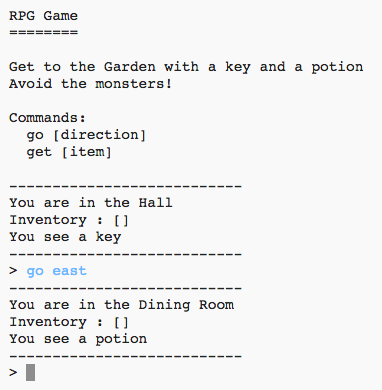 RPG Game
========
Get to the Garden with a key and a potion
Avoid the monsters!
Commands:
  go [direction]
  get [item]
---------------------------
You are in the Hall
Inventory : []
You see a key
---------------------------
> go east
---------------------------
You are in the Dining Room
Inventory : []
You see a potion
---------------------------
>